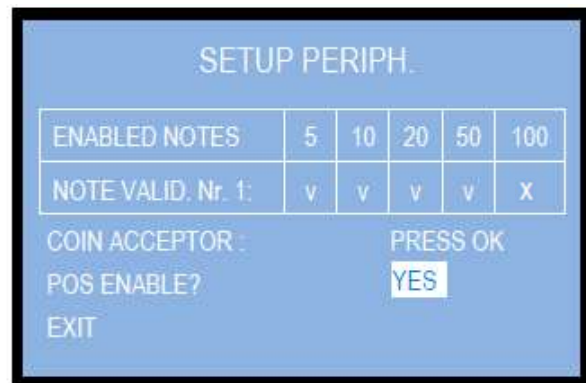 SETUP PERIPH.
ENABLED NOTES 5 10 20 50 100
NOTE VALID. Nr. 1: v v v v X
COIN ACCEPTOR : PRESS OK
POS ENABLE? YES
EXIT